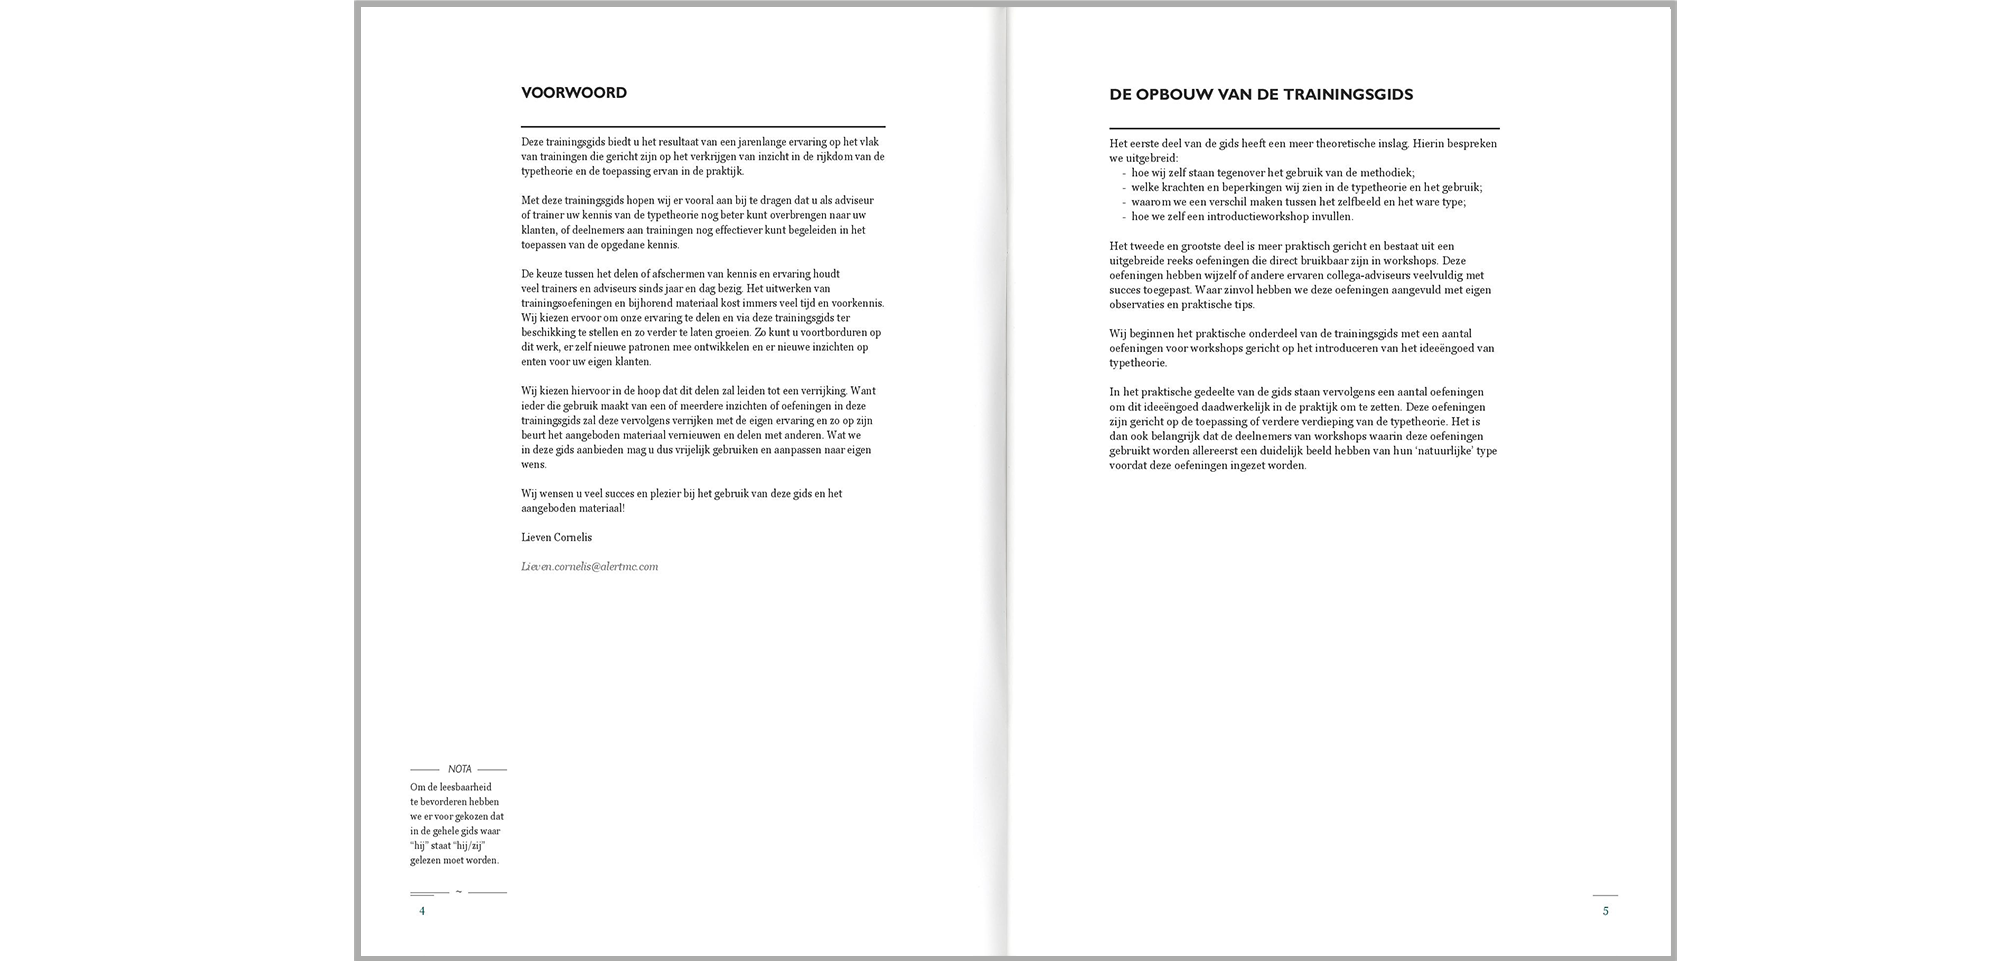 VOORWOORD
Deze trainingsgids biedt u het resultaat van een jarenlange ervaring op het vlak
van trainingen die gericht zijn op het verkrijgen van inzicht in de rijkdom van de
typetheorie en de toepassing ervan in de praktijk.
Met deze trainingsgids hopen wij er vooral aan bij te dragen dat u als adviseur
of trainer uw kennis van de typetheorie nog beter kunt overbrengen naar uw
klanten, of deelnemers aan trainingen nog effectiever kunt begeleiden in het
toepassen van de opgedane kennis.
De keuze tussen het delen of afschermen van kennis en ervaring houdt
veel trainers en adviseurs sinds jaar en dag bezig. Het uitwerken van
trainingsoefeningen en bijhorend materiaal kost immers veel tijd en voorkennis.
Wij kiezen ervoor om onze ervaring te delen en via deze trainingsgids ter
beschikking te stellen en zo verder te laten groeien. Zo kunt u voortborduren op
dit werk, er zelf nieuwe patronen mee ontwikkelen en er nieuwe inzichten op
enten voor uw eigen klanten.
Wij kiezen hiervoor in de hoop dat dit delen zal leiden tot een verrijking. Want
ieder die gebruik maakt van een of meerdere inzichten of oefeningen in deze
trainingsgids zal deze vervolgens verrijken met de eigen ervaring en zo op zijn
beurt het aangeboden materiaal vernieuwen en delen met anderen. Wat we
in deze gids aanbieden mag u dus vrijelijk gebruiken en aanpassen naar eigen
wens.
Wij wensen u veel succes en plezier bij het gebruik van deze gids en het
aangeboden materiaal!
Lieven Cornelis
Lieven.cornelis@alertmc.com
NOTA
Om de leesbaarheid
te bevorderen hebben
we er voor gekozen dat
in de gehele gids waar
“hij” staat “hij/zij”
gelezen moet worden.
~
4
DE OPBOUW VAN DE TRAININGSGIDS
Het eerste deel van de gids heeft een meer theoretische inslag. Hierin bespreken
we uitgebreid:
- hoe wij zelf staan tegenover het gebruik van de methodiek;
- welke krachten en beperkingen wij zien in de typetheorie en het gebruik;
- waarom we een verschil maken tussen het zelfbeeld en het ware type;
- hoe we zelf een introductieworkshop invullen.
Het tweede en grootste deel is meer praktisch gericht en bestaat uit een
uitgebreide reeks oefeningen die direct bruikbaar zijn in workshops. Deze
oefeningen hebben wijzelf of andere ervaren collega-adviseurs veelvuldig met
succes toegepast. Waar zinvol hebben we deze oefeningen aangevuld met eigen
observaties en praktische tips.
Wij beginnen het praktische onderdeel van de trainingsgids met een aantal
oefeningen voor workshops gericht op het introduceren van het ideeëngoed van
typetheorie.
In het praktische gedeelte van de gids staan vervolgens een aantal oefeningen
om dit ideeëngoed daadwerkelijk in de praktijk om te zetten. Deze oefeningen
zijn gericht op de toepassing of verdere verdieping van de typetheorie. Het is
dan ook belangrijk dat de deelnemers van workshops waarin deze oefeningen
gebruikt worden allereerst een duidelijk beeld hebben van hun ‘natuurlijke’ type
voordat deze oefeningen ingezet worden.
5